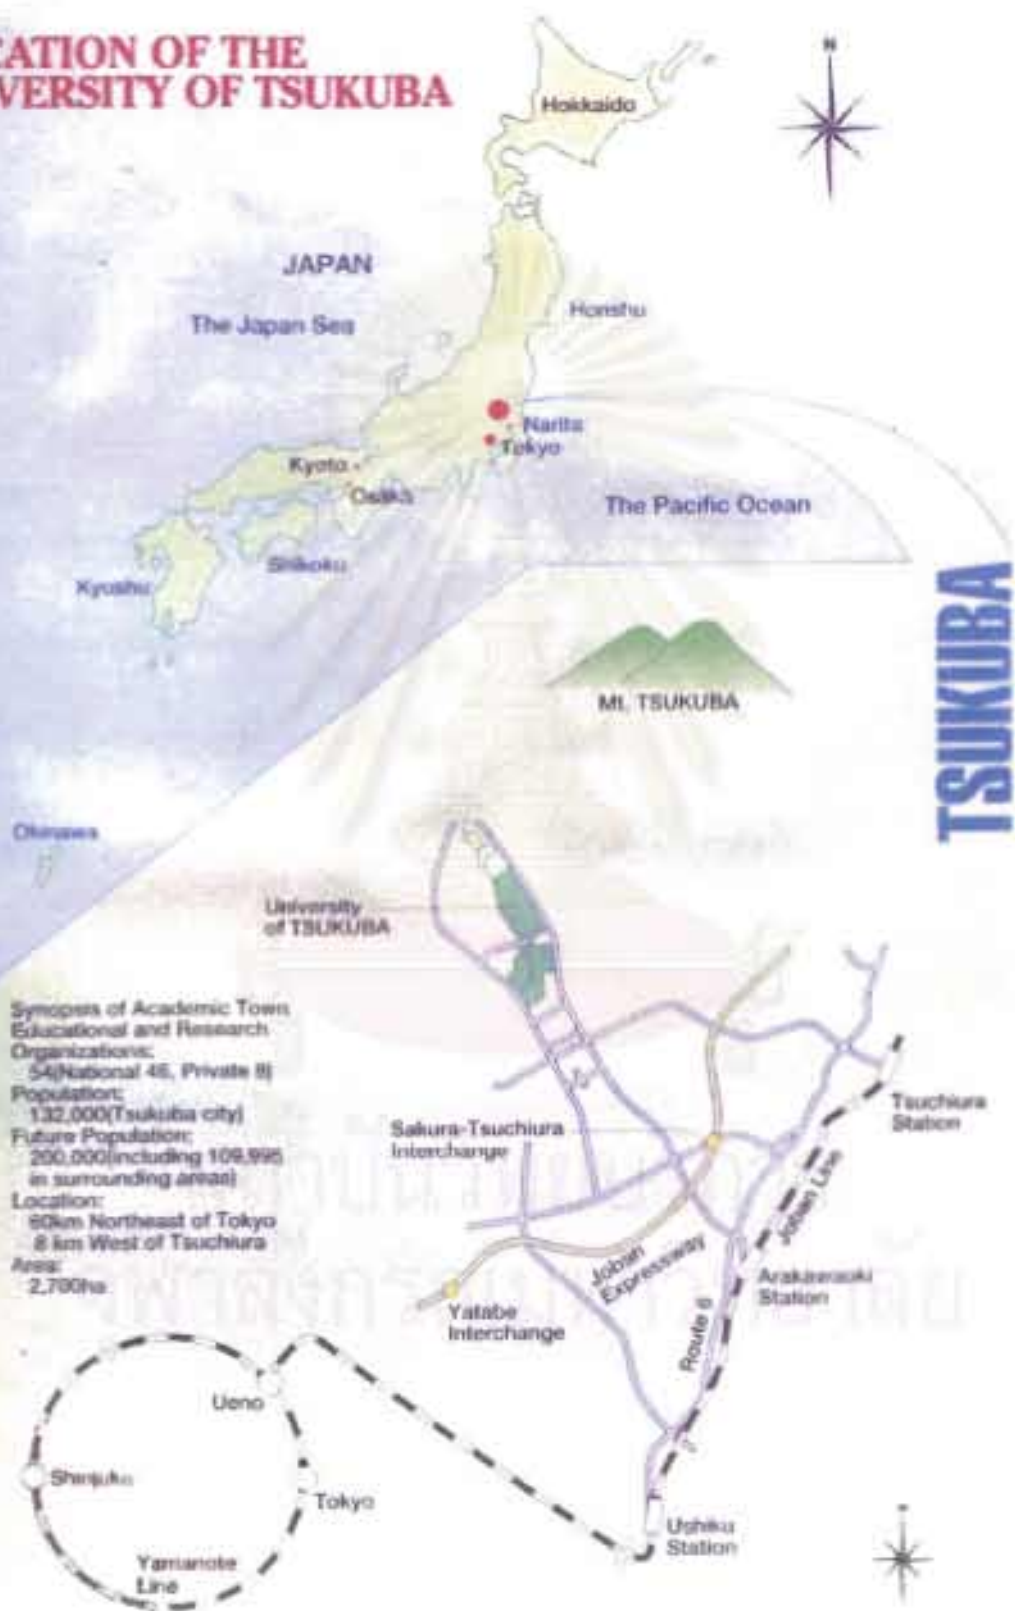 CATION OF THE
VERSITY OF TSUKUBA
N
Hokkaido
JAPAN
The Japan Sea
Honshu
Narita
Tokyo
Kyoto
Osaka
The Pacific Ocean
Shikoku
Kyushu
TSUKUBA
Mt. TSUKUBA
Okinawa
University
of TSUKUBA
Synopsis of Academic Town
Educational and Research
Organizations:
54(National 46, Private 8)
Population:
132,000(Tsukuba city)
Future Population:
200,000(including 109,995
in surrounding areas)
Location:
60km Northeast of Tokyo
8 km West of Tsuchiura
Area:
2,700ha
Sakura-Tsuchiura
Interchange
Tsuchiura
Station
Joban Line
Joban
Expressway
Arakawaoki
Station
Yatabe
Interchange
Route 6
Ueno
Shinjuku
Tokyo
Yamanote
Line
Ushiku
Station